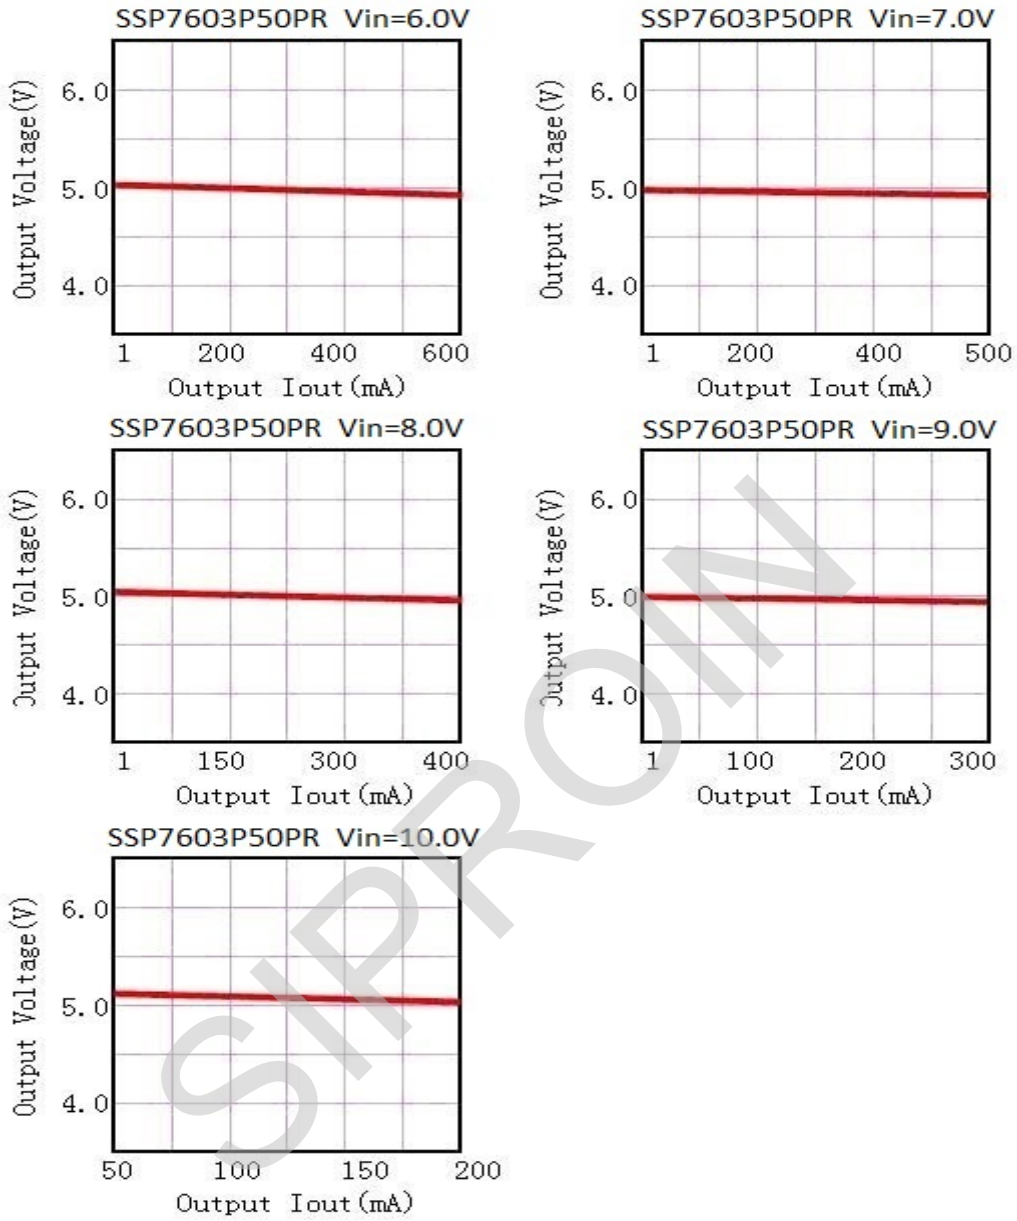 SSP7603P50PR Vin=6.0V
Output Voltage(V)
6.0
5.0
4.0
1 200 400 600
Output Iout(mA)
SSP7603P50PR Vin=7.0V
Output Voltage(V)
6.0
5.0
4.0
1 200 400 500
Output Iout(mA)
SSP7603P50PR Vin=8.0V
Output Voltage(V)
6.0
5.0
4.0
1 150 300 400
Output Iout(mA)
SSP7603P50PR Vin=9.0V
Output Voltage(V)
6.0
5.0
4.0
1 100 200 300
Output Iout(mA)
SSP7603P50PR Vin=10.0V
Output Voltage(V)
6.0
5.0
4.0
50 100 150 200
Output Iout(mA)
SIPROIN